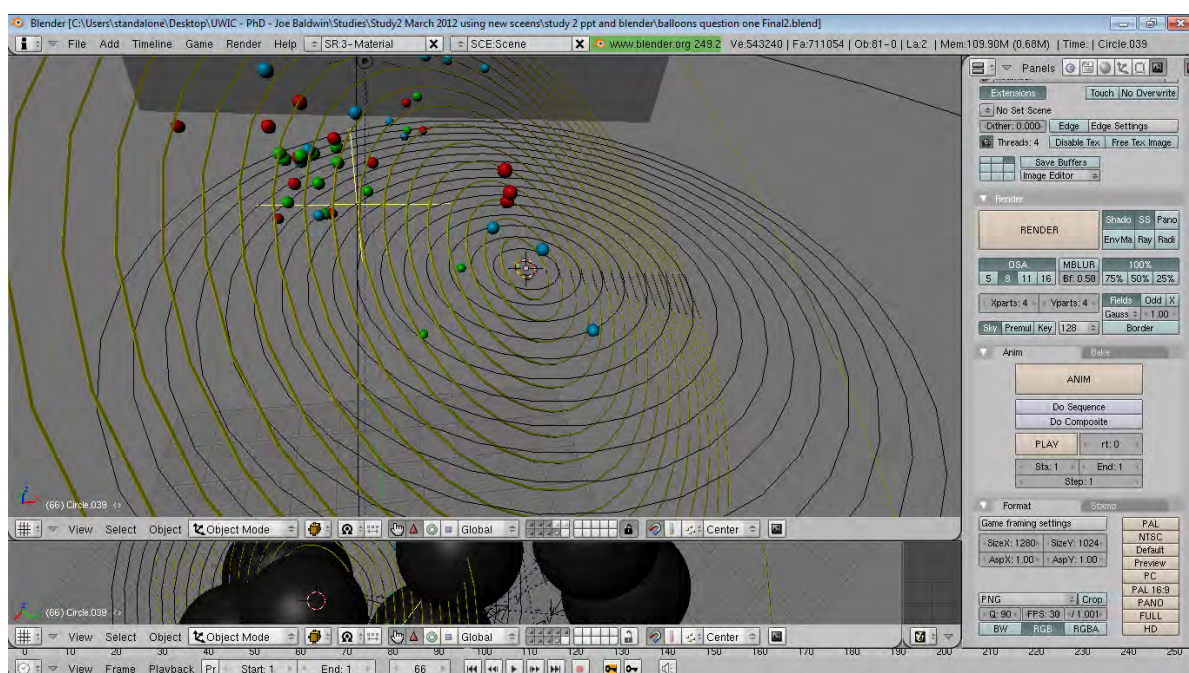 Blender [C:\Users\standalone\Desktop\UWIC - PhD - Joe Baldwin\Studies\Study2 March 2012 using new sceens\study 2 ppt and blender\balloons question one Final2.blend]
File Add Timeline Game Render Help SR:3-Material X SCE:Scene X www.blender.org 249.2 Ve:543240 | Fa:711054 | Ob:81-0 | La:2 | Mem:109.90M (0.68M) | Time: | Circle.039
Panels
Extensions Touch No Overwrite
No Set Scene
Dither: 0.000 Edge Edge Settings
Threads: 4 Disable Tex Free Tex Image
Save Buffers
Image Editor
Render
RENDER Shado SS Pano
EnvMa Ray Radi
OSA MBLUR 100%
5 8 11 16 Bf: 0.50 75% 50% 25%
Xparts: 4 Yparts: 4 Fields Odd X
Gauss 1.00
Sky Premul Key 128 Border
Anim Bake
ANIM
Do Sequence
Do Composite
PLAY rt: 0
Sta: 1 End: 1
Step: 1
Format Stamp
Game framing settings PAL
NTSC
SizeX: 1280 SizeY: 1024 Default
AspX: 1.00 AspY: 1.00 Preview
PC
PAL 16:9
PNG Crop PANO
Q: 90 FPS: 30 / 1.001 FULL
BW RGB RGBA HD
(66) Circle.039 <>
View Select Object Object Mode Global Center
(66) Circle.039 <>
View Select Object Object Mode Global Center
0 10 20 30 40 50 60 70 80 90 100 110 120 130 140 150 160 170 180 190 200 210 220 230 240 250
View Frame Playback Pr Start: 1 End: 1 66